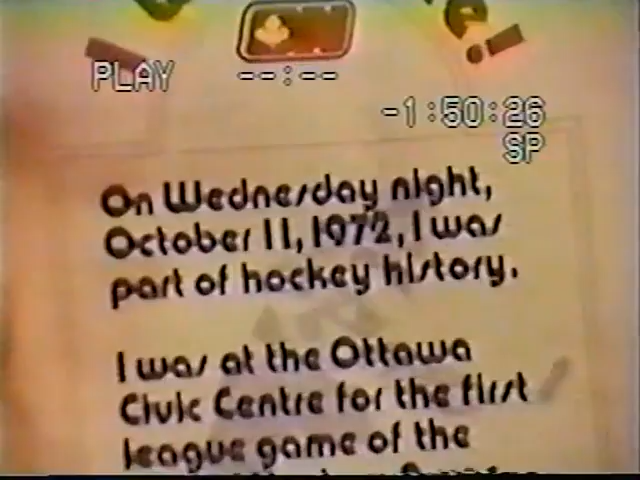 PLAY --:--
-1:50:26
SP
On Wednesday night,
October 11, 1972, I was
part of hockey history.
I was at the Ottawa
Civic Centre for the first
league game of the